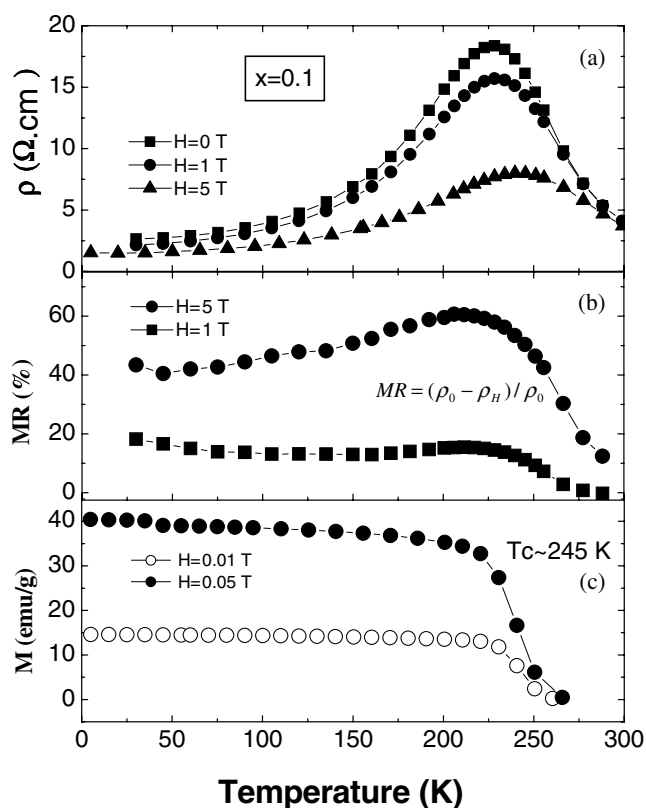 20
15
10
5
0
ρ (Ω.cm)
(a)
x=0.1
H=0 T
H=1 T
H=5 T
60
40
20
0
MR (%)
(b)
H=5 T
H=1 T
MR = (ρ₀ − ρ_H) / ρ₀
40
30
20
10
0
M (emu/g)
Tc~245 K
(c)
H=0.01 T
H=0.05 T
0 50 100 150 200 250 300
Temperature (K)